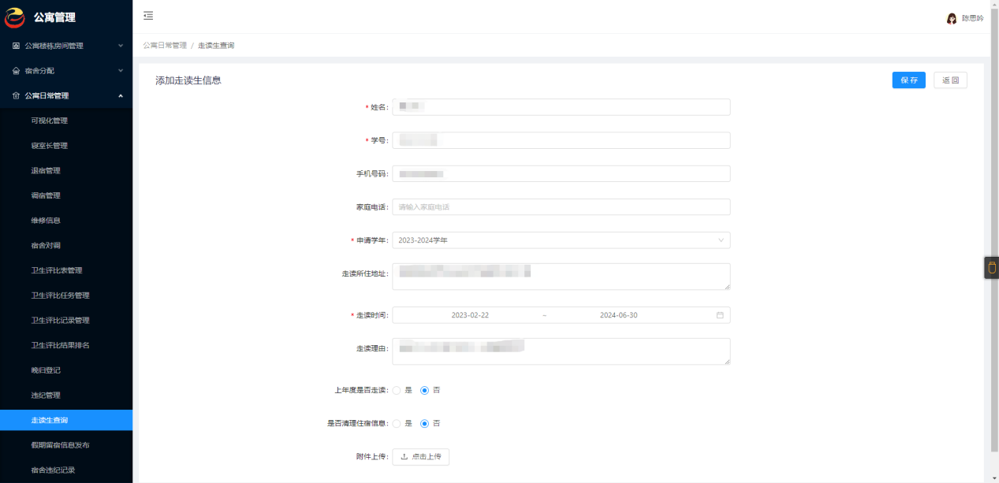 公寓管理
陈思吟
公寓楼栋房间管理
公寓日常管理 / 走读生查询
宿舍分配
添加走读生信息
保存
返回
公寓日常管理
* 姓名:
可视化管理
* 学号:
寝室长管理
退宿管理
手机号码:
调宿管理
家庭电话: 请输入家庭电话
维修信息
* 申请学年: 2023-2024学年
宿舍对调
卫生评比表管理
走读所住地址:
卫生评比任务管理
* 走读时间: 2023-02-22 ~ 2024-06-30
卫生评比记录管理
卫生评比结果排名
走读理由:
晚归登记
上年度是否走读: 是 否
违纪管理
走读生查询
是否清理住宿信息: 是 否
假期留宿信息发布
附件上传: 点击上传
宿舍违纪记录